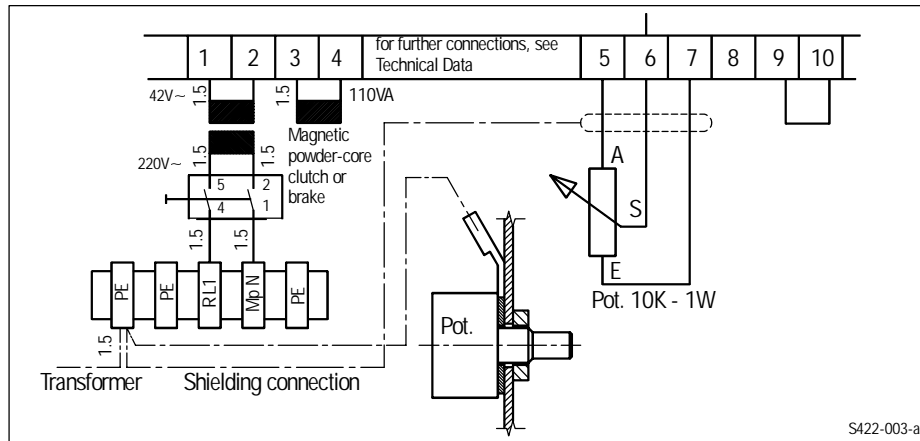 1 2 3 4 for further connections, see Technical Data 5 6 7 8 9 10
42V~ 1.5 1.5 110VA
Magnetic
powder-core
clutch or
brake
220V~ 1.5 1.5
5 2
4 1
1.5 1.5
A
S
E
Pot. 10K - 1W
PE PE RL1 Mp N PE
Pot.
1.5
Transformer Shielding connection
S422-003-a